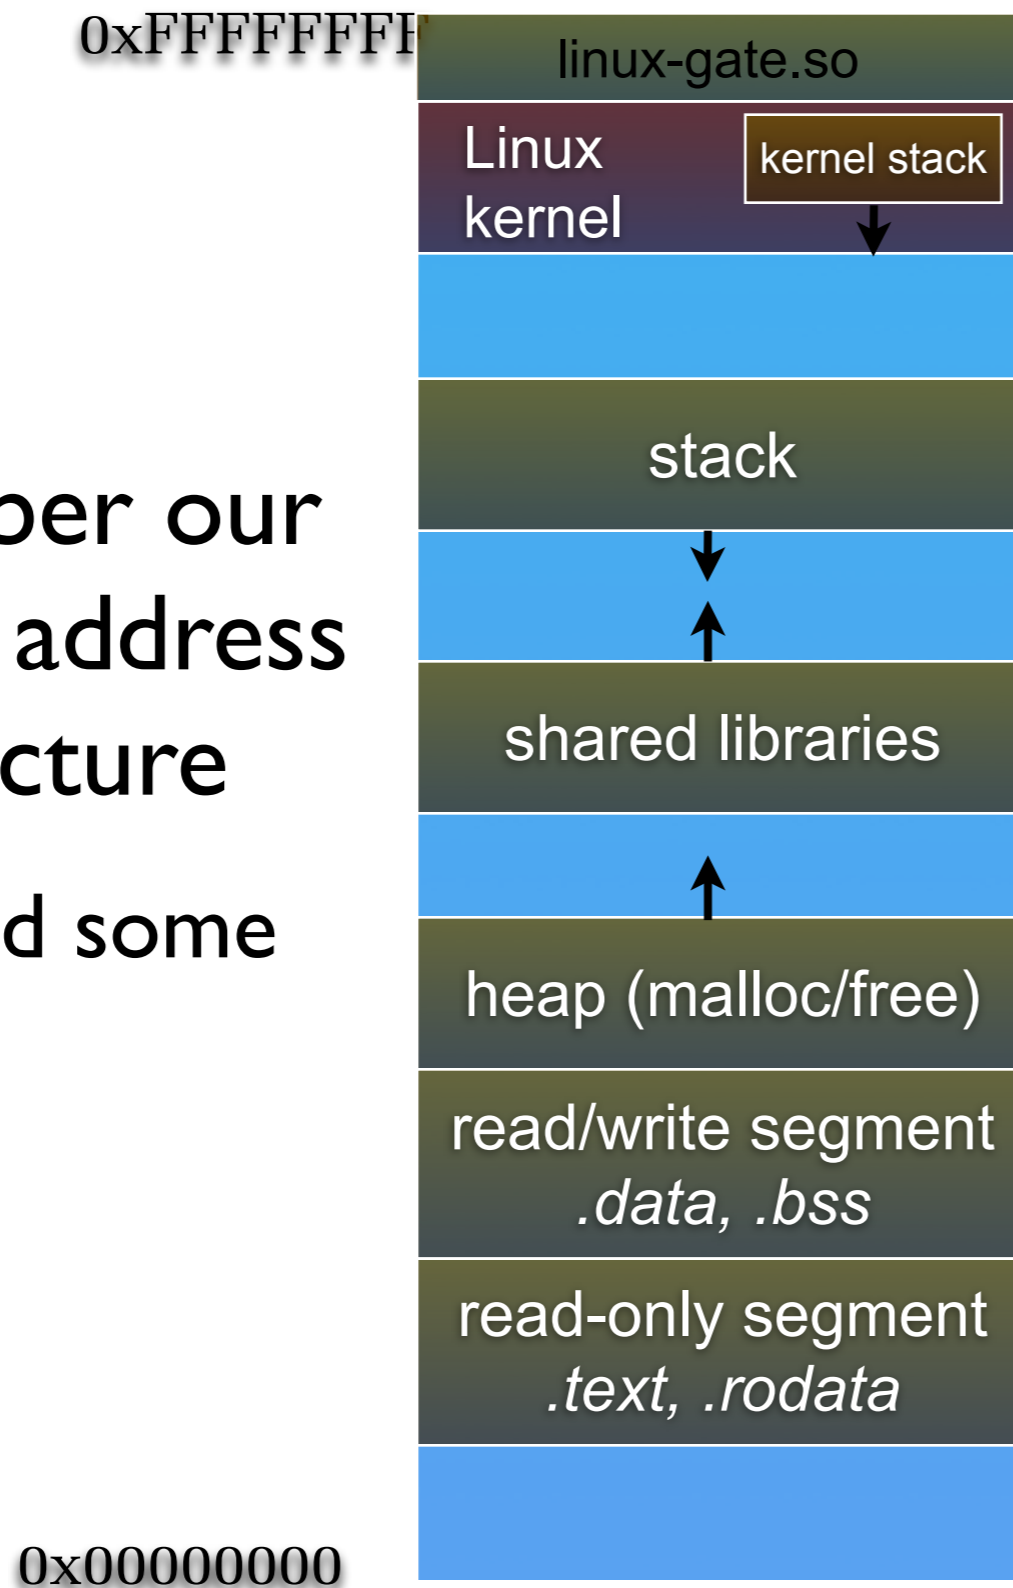 0xFFFFFFFF
linux-gate.so
Linux
kernel
kernel stack
stack
per our
address
cture
shared libraries
d some
heap (malloc/free)
read/write segment
.data, .bss
read-only segment
.text, .rodata
0x00000000